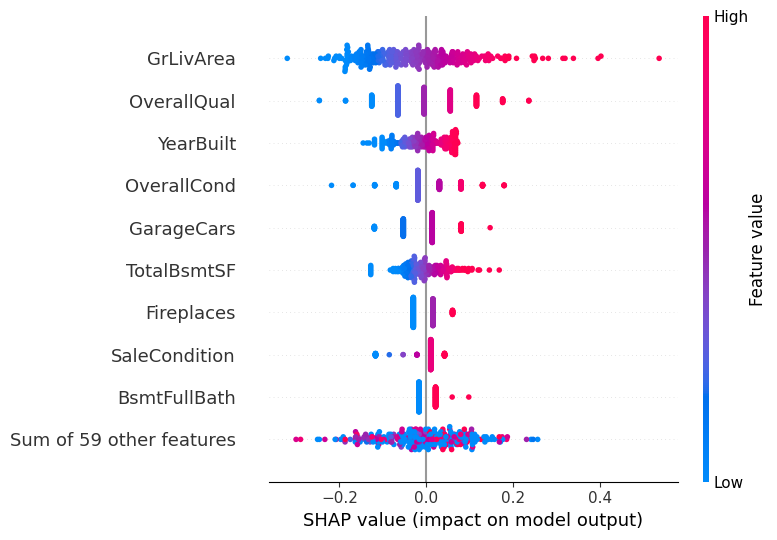 High
GrLivArea
OverallQual
YearBuilt
OverallCond
GarageCars
TotalBsmtSF
Fireplaces
SaleCondition
BsmtFullBath
Sum of 59 other features
Feature value
Low
−0.2 0.0 0.2 0.4
SHAP value (impact on model output)